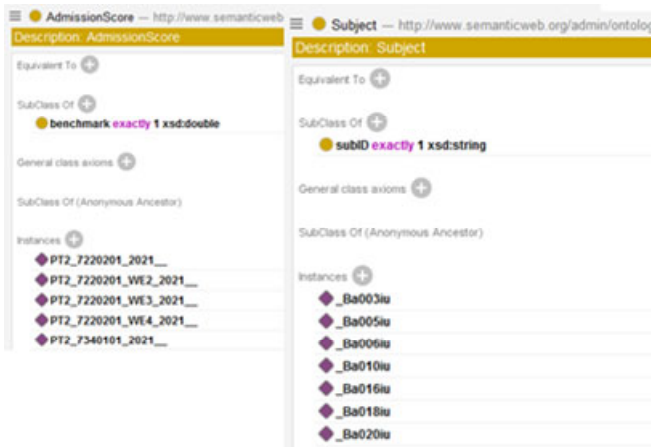 AdmissionScore — http://www.semanticweb
Description: AdmissionScore
Equivalent To
SubClass Of
benchmark exactly 1 xsd:double
General class axioms
SubClass Of (Anonymous Ancestor)
Instances
PT2_7220201_2021__
PT2_7220201_WE2_2021__
PT2_7220201_WE3_2021__
PT2_7220201_WE4_2021__
PT2_7340101_2021__
Subject — http://www.semanticweb.org/admin/ontolog
Description: Subject
Equivalent To
SubClass Of
subID exactly 1 xsd:string
General class axioms
SubClass Of (Anonymous Ancestor)
Instances
_Ba003iu
_Ba005iu
_Ba006iu
_Ba010iu
_Ba016iu
_Ba018iu
_Ba020iu